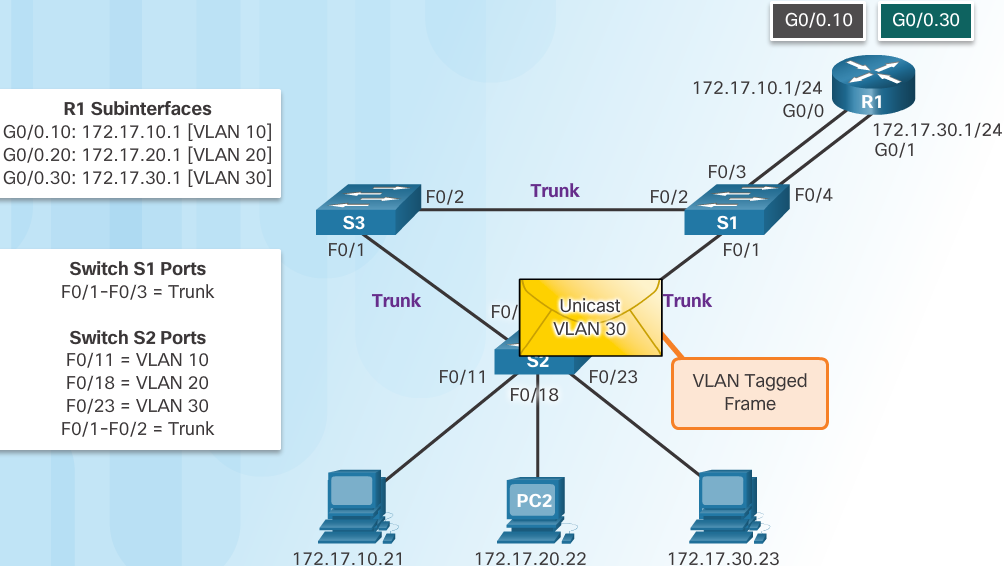 G0/0.10
G0/0.30
172.17.10.1/24
G0/0
R1
172.17.30.1/24
G0/1
R1 Subinterfaces
G0/0.10: 172.17.10.1 [VLAN 10]
G0/0.20: 172.17.20.1 [VLAN 20]
G0/0.30: 172.17.30.1 [VLAN 30]
F0/3
F0/2
Trunk
F0/2
F0/4
S3
S1
F0/1
F0/1
Switch S1 Ports
F0/1-F0/3 = Trunk
Switch S2 Ports
F0/11 = VLAN 10
F0/18 = VLAN 20
F0/23 = VLAN 30
F0/1-F0/2 = Trunk
Trunk
F0/
Unicast
VLAN 30
Trunk
S2
F0/11
F0/18
F0/23
VLAN Tagged
Frame
PC2
172.17.10.21
172.17.20.22
172.17.30.23